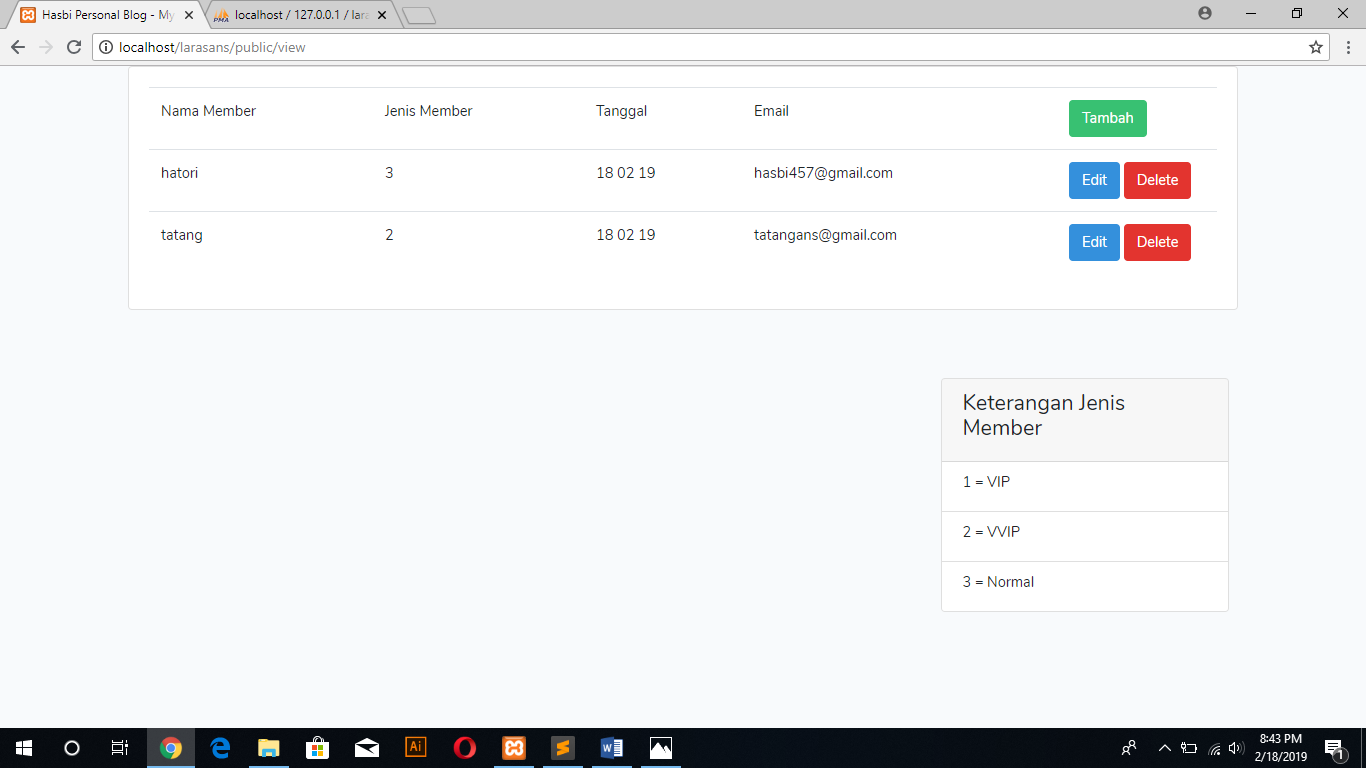 Hasbi Personal Blog - My
localhost / 127.0.0.1 / lara
localhost/larasans/public/view
Nama Member Jenis Member Tanggal Email Tambah
hatori 3 18 02 19 hasbi457@gmail.com Edit Delete
tatang 2 18 02 19 tatangans@gmail.com Edit Delete
Keterangan Jenis
Member
1 = VIP
2 = VVIP
3 = Normal
8:43 PM
2/18/2019